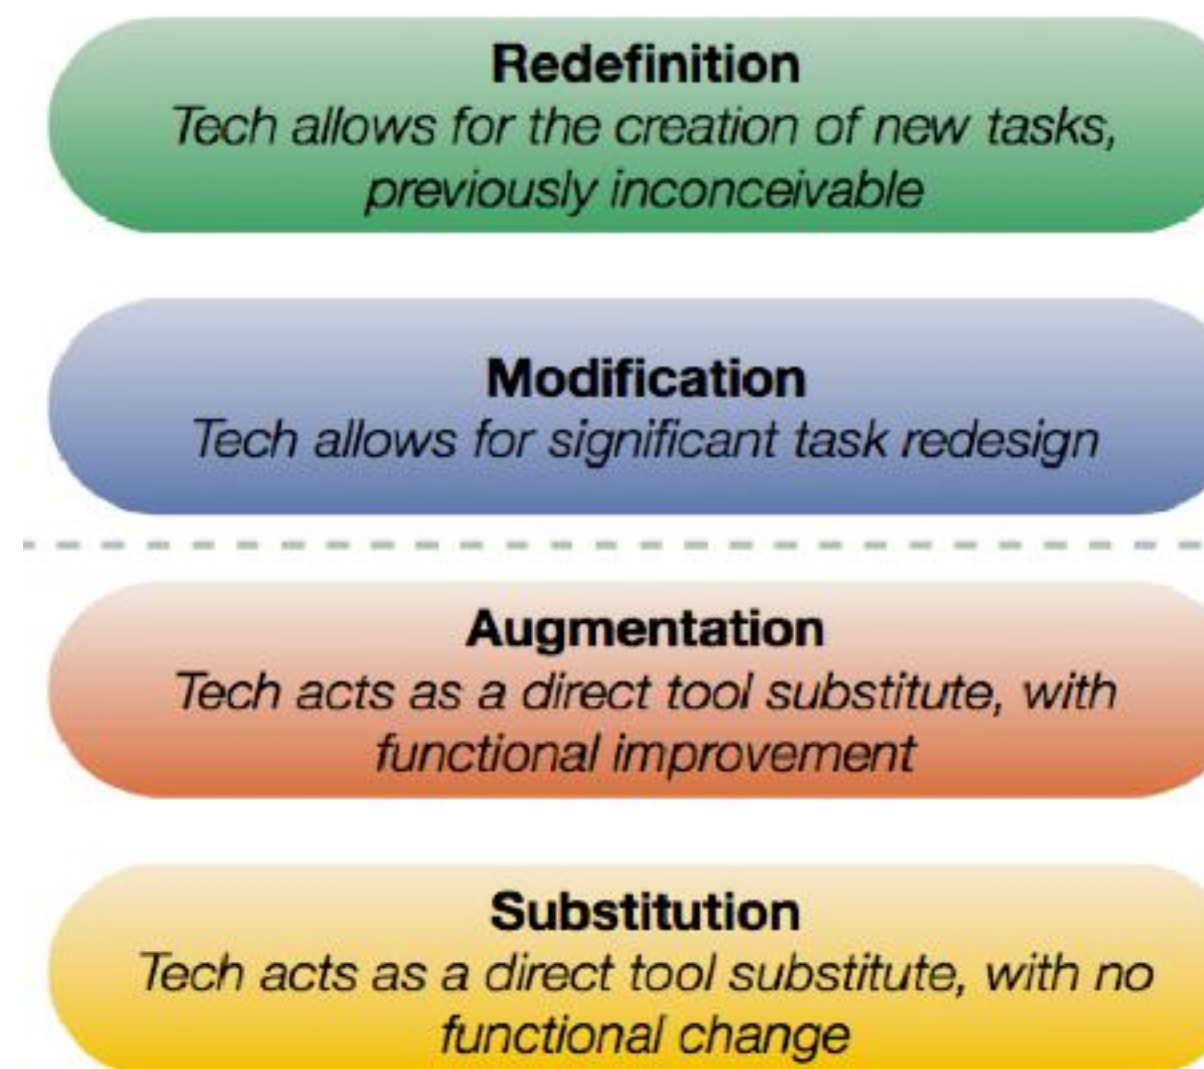 Redefinition
Tech allows for the creation of new tasks,
previously inconceivable
Modification
Tech allows for significant task redesign
Augmentation
Tech acts as a direct tool substitute, with
functional improvement
Substitution
Tech acts as a direct tool substitute, with no
functional change